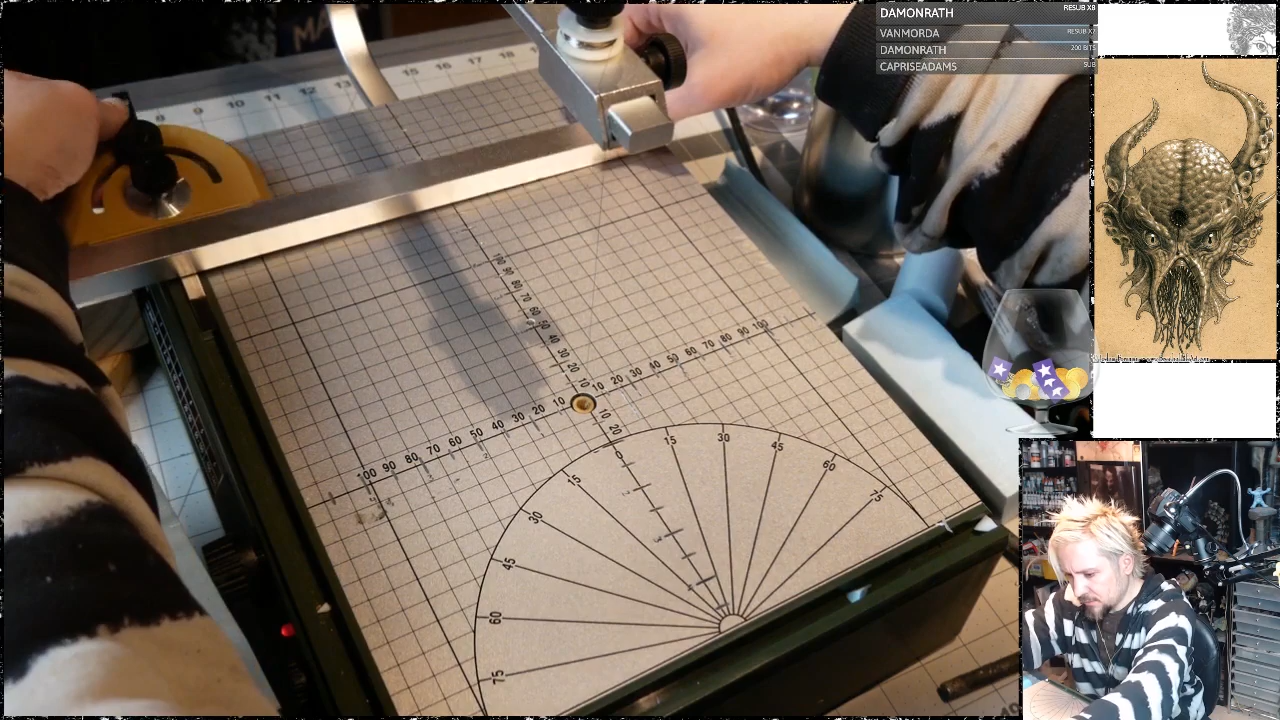 DAMONRATH RESUB X8
VANMORDA RESUB X7
DAMONRATH 200 BITS
CAPRISEADAMS SUB
MA
8 9 10 11 12 13 15 16 17 18
100 90 80 70 60 50 40 30 20 10
10 20 30 40 50 60 70 80 90 100
100 90 80 70 60 50 40 30 20 10
10 20
0
75 60 45 30 15 15 30 45 60 75